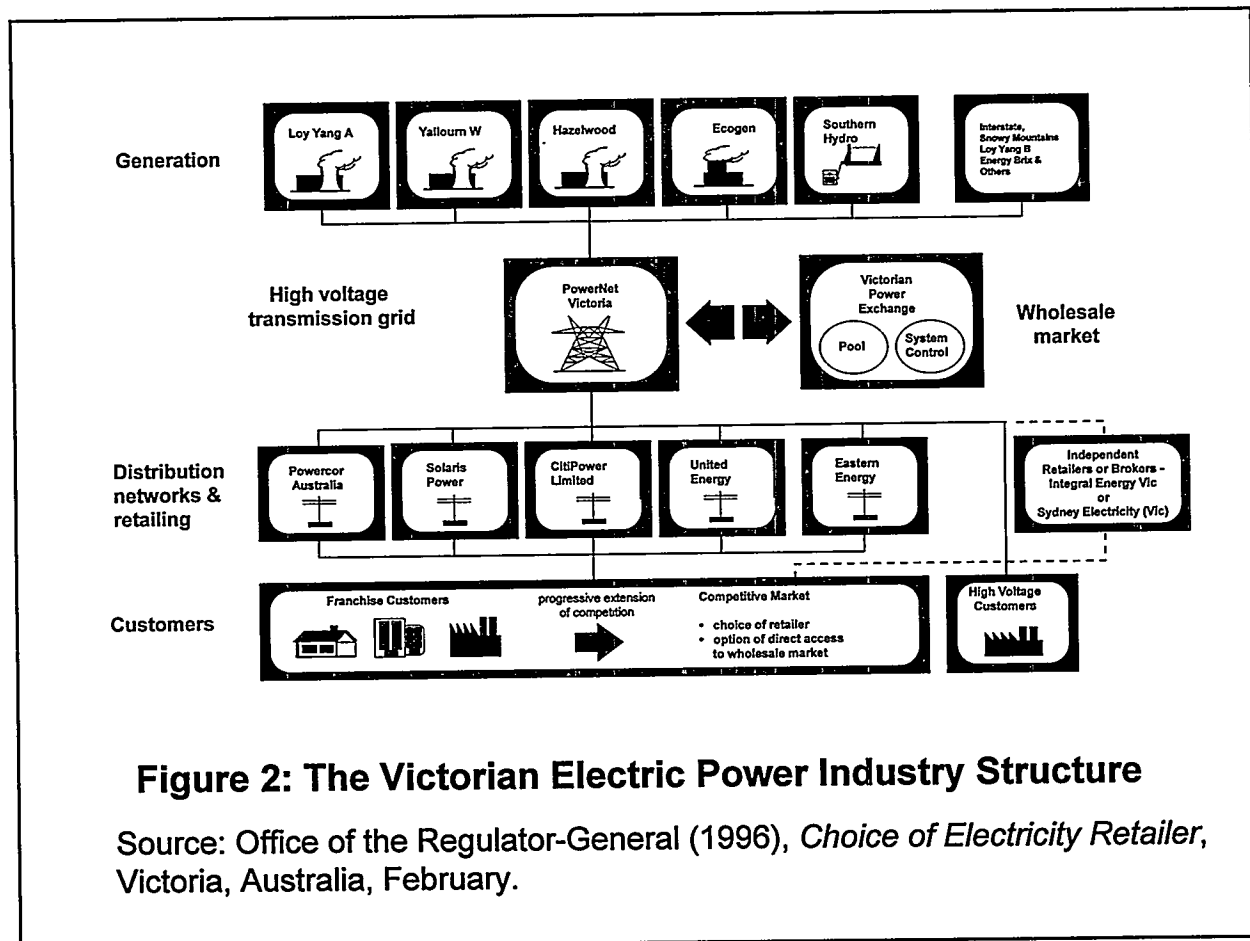 Generation
Loy Yang A
Yallourn W
Hazelwood
Ecogen
Southern
Hydro
Interstate,
Snowy Mountains
Loy Yang B
Energy Brix &
Others
High voltage
transmission grid
PowerNet
Victoria
Victorian
Power
Exchange
Pool
System
Control
Wholesale
market
Distribution
networks &
retailing
Powercor
Australia
Solaris
Power
CitiPower
Limited
United
Energy
Eastern
Energy
Independent
Retailers or Brokers -
Integral Energy Vic
or
Sydney Electricity (Vic)
Customers
Franchise Customers
progressive extension
of competition
Competitive Market
• choice of retailer
• option of direct access
to wholesale market
High Voltage
Customers
Figure 2: The Victorian Electric Power Industry Structure
Source: Office of the Regulator-General (1996), Choice of Electricity Retailer,
Victoria, Australia, February.